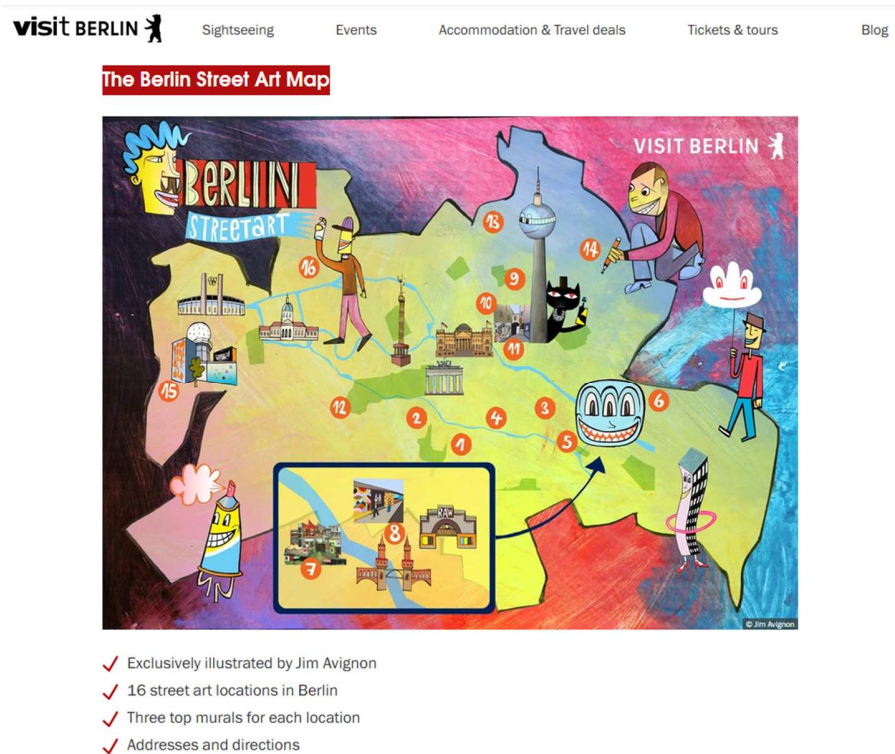 visit BERLIN
Sightseeing
Events
Accommodation & Travel deals
Tickets & tours
Blog
The Berlin Street Art Map
VISIT BERLIN
BERLIN
STREETART
13
14
16
9
10
11
15
12
2
4
3
6
1
5
RAW
8
7
© Jim Avignon
Exclusively illustrated by Jim Avignon
16 street art locations in Berlin
Three top murals for each location
Addresses and directions